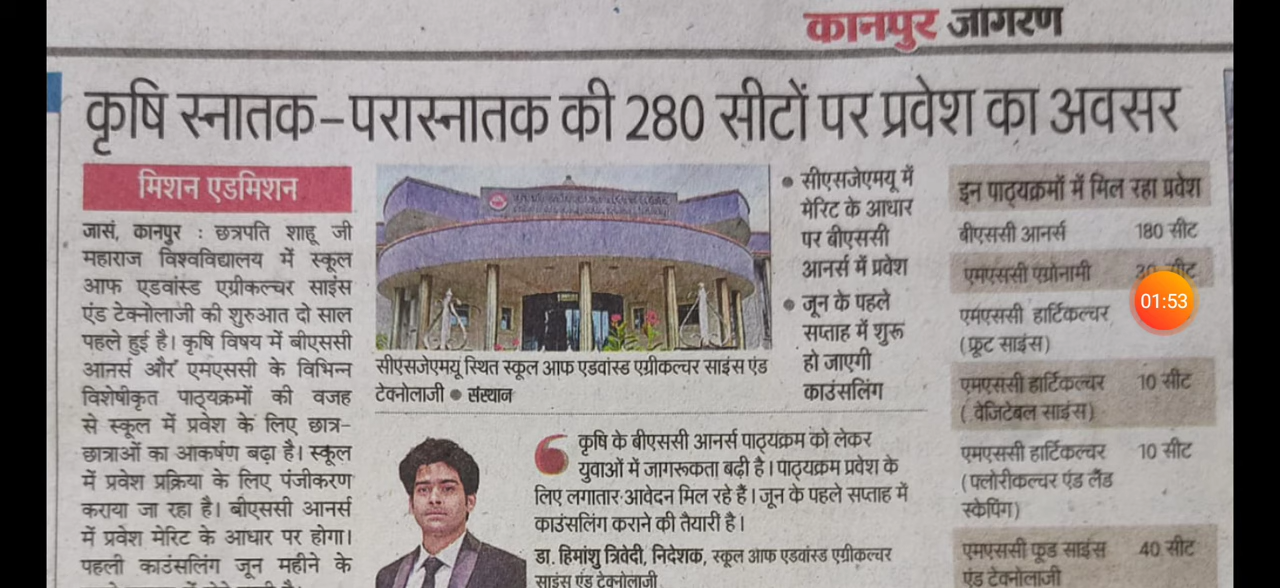 कानपुर जागरण
कृषि स्नातक-परास्नातक की 280 सीटों पर प्रवेश का अवसर
मिशन एडमिशन
जासं, कानपुर : छत्रपति शाहू जी
महाराज विश्वविद्यालय में स्कूल
आफ एडवांस्ड एग्रीकल्चर साइंस
एंड टेक्नोलाजी की शुरुआत दो साल
पहले हुई है। कृषि विषय में बीएससी
आनर्स और एमएससी के विभिन्न
विशेषीकृत पाठ्यक्रमों की वजह
से स्कूल में प्रवेश के लिए छात्र-
छात्राओं का आकर्षण बढ़ा है। स्कूल
में प्रवेश प्रक्रिया के लिए पंजीकरण
कराया जा रहा है। बीएससी आनर्स
में प्रवेश मेरिट के आधार पर होगा।
पहली काउंसलिंग जून महीने के
सीएसजेएमयू स्थित स्कूल आफ एडवांस्ड एग्रीकल्चर साइंस एंड
टेक्नोलाजी ● संस्थान
● सीएसजेएमयू में
मेरिट के आधार
पर बीएससी
आनर्स में प्रवेश
● जून के पहले
सप्ताह में शुरू
हो जाएगी
काउंसलिंग
कृषि के बीएससी आनर्स पाठ्यक्रम को लेकर
युवाओं में जागरूकता बढ़ी है। पाठ्यक्रम प्रवेश के
लिए लगातार आवेदन मिल रहे हैं। जून के पहले सप्ताह में
काउंसलिंग कराने की तैयारी है।
डा. हिमांशु त्रिवेदी, निदेशक, स्कूल आफ एडवांस्ड एग्रीकल्चर
साइंस एंड टेक्नोलाजी
इन पाठ्यक्रमों में मिल रहा प्रवेश
बीएससी आनर्स 180 सीट
एमएससी एग्रोनामी 30 सीट
01:53
एमएससी हार्टिकल्चर
(फ्रूट साइंस)
एमएससी हार्टिकल्चर 10 सीट
( वेजिटेबल साइंस)
एमएससी हार्टिकल्चर 10 सीट
(फ्लोरीकल्चर एंड लैंड
स्केपिंग)
एमएससी फूड साइंस 40 सीट
एंड टेक्नोलाजी